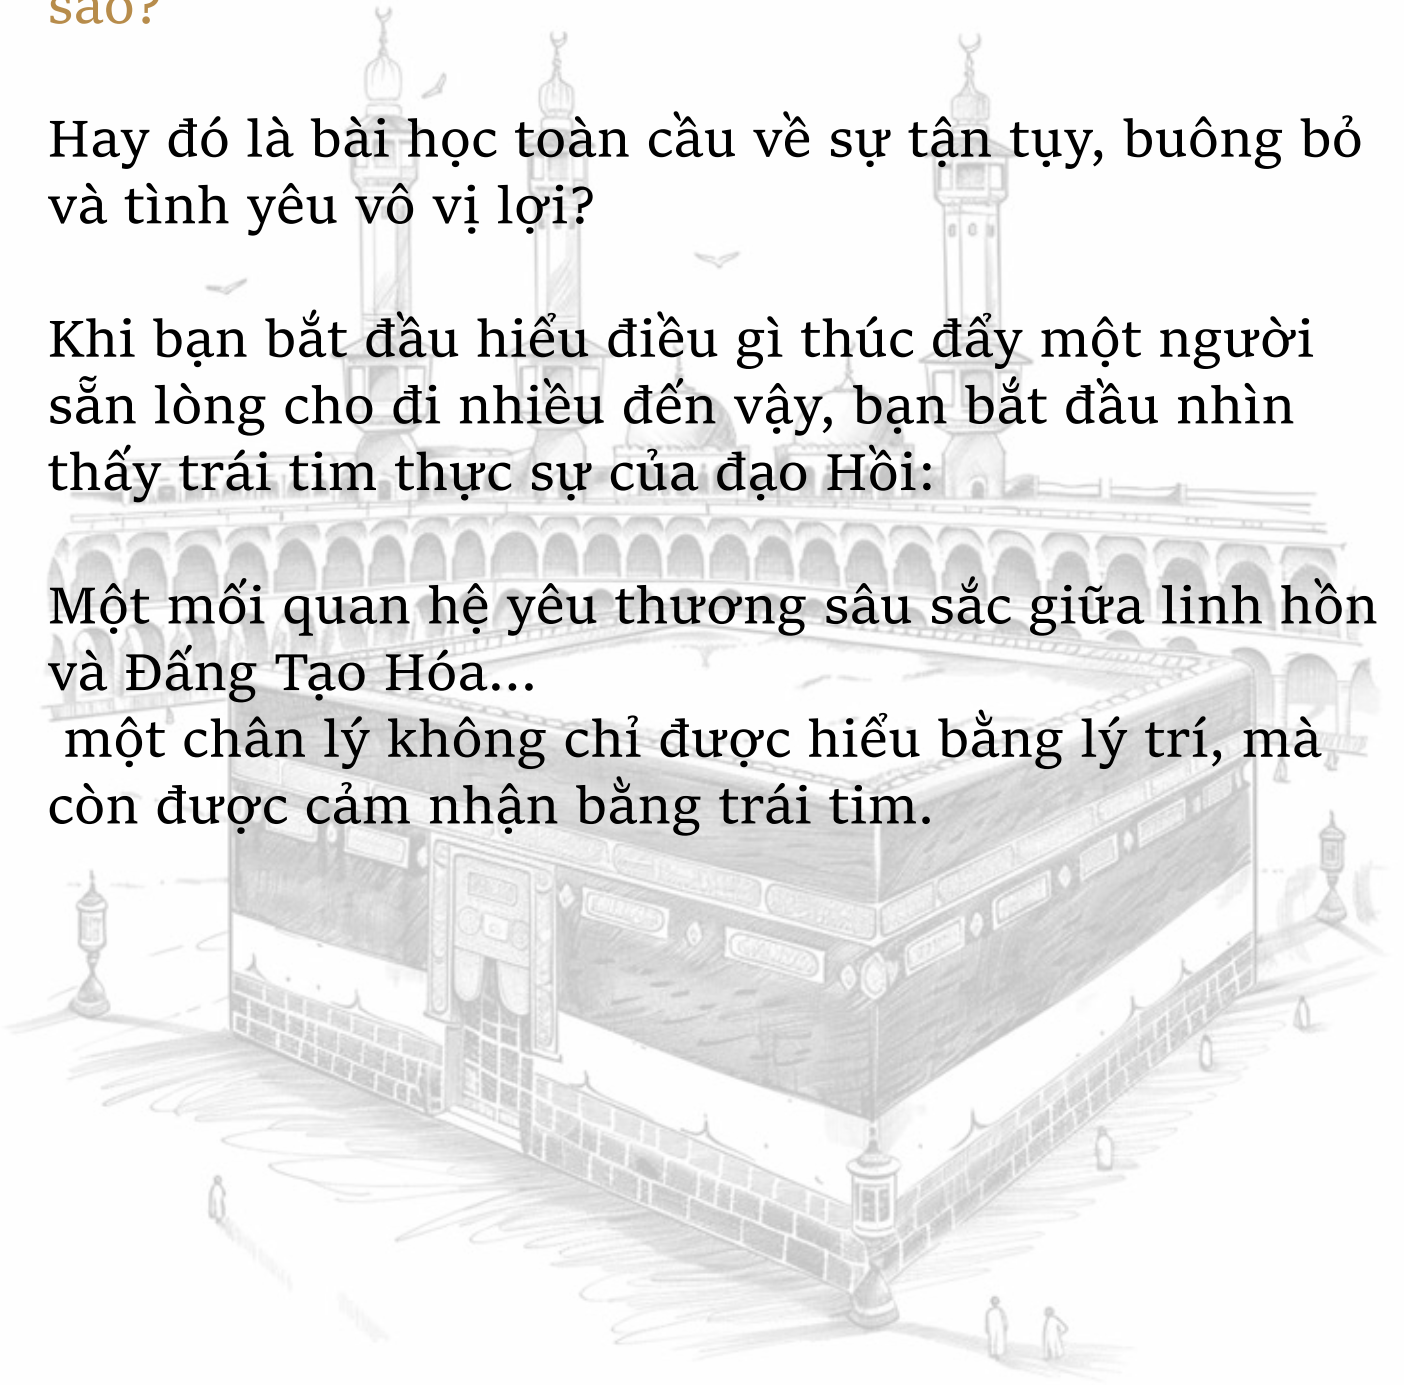 sao?
Hay đó là bài học toàn cầu về sự tận tụy, buông bỏ
và tình yêu vô vị lợi?
Khi bạn bắt đầu hiểu điều gì thúc đẩy một người
sẵn lòng cho đi nhiều đến vậy, bạn bắt đầu nhìn
thấy trái tim thực sự của đạo Hồi:
Một mối quan hệ yêu thương sâu sắc giữa linh hồn
và Đấng Tạo Hóa...
một chân lý không chỉ được hiểu bằng lý trí, mà
còn được cảm nhận bằng trái tim.